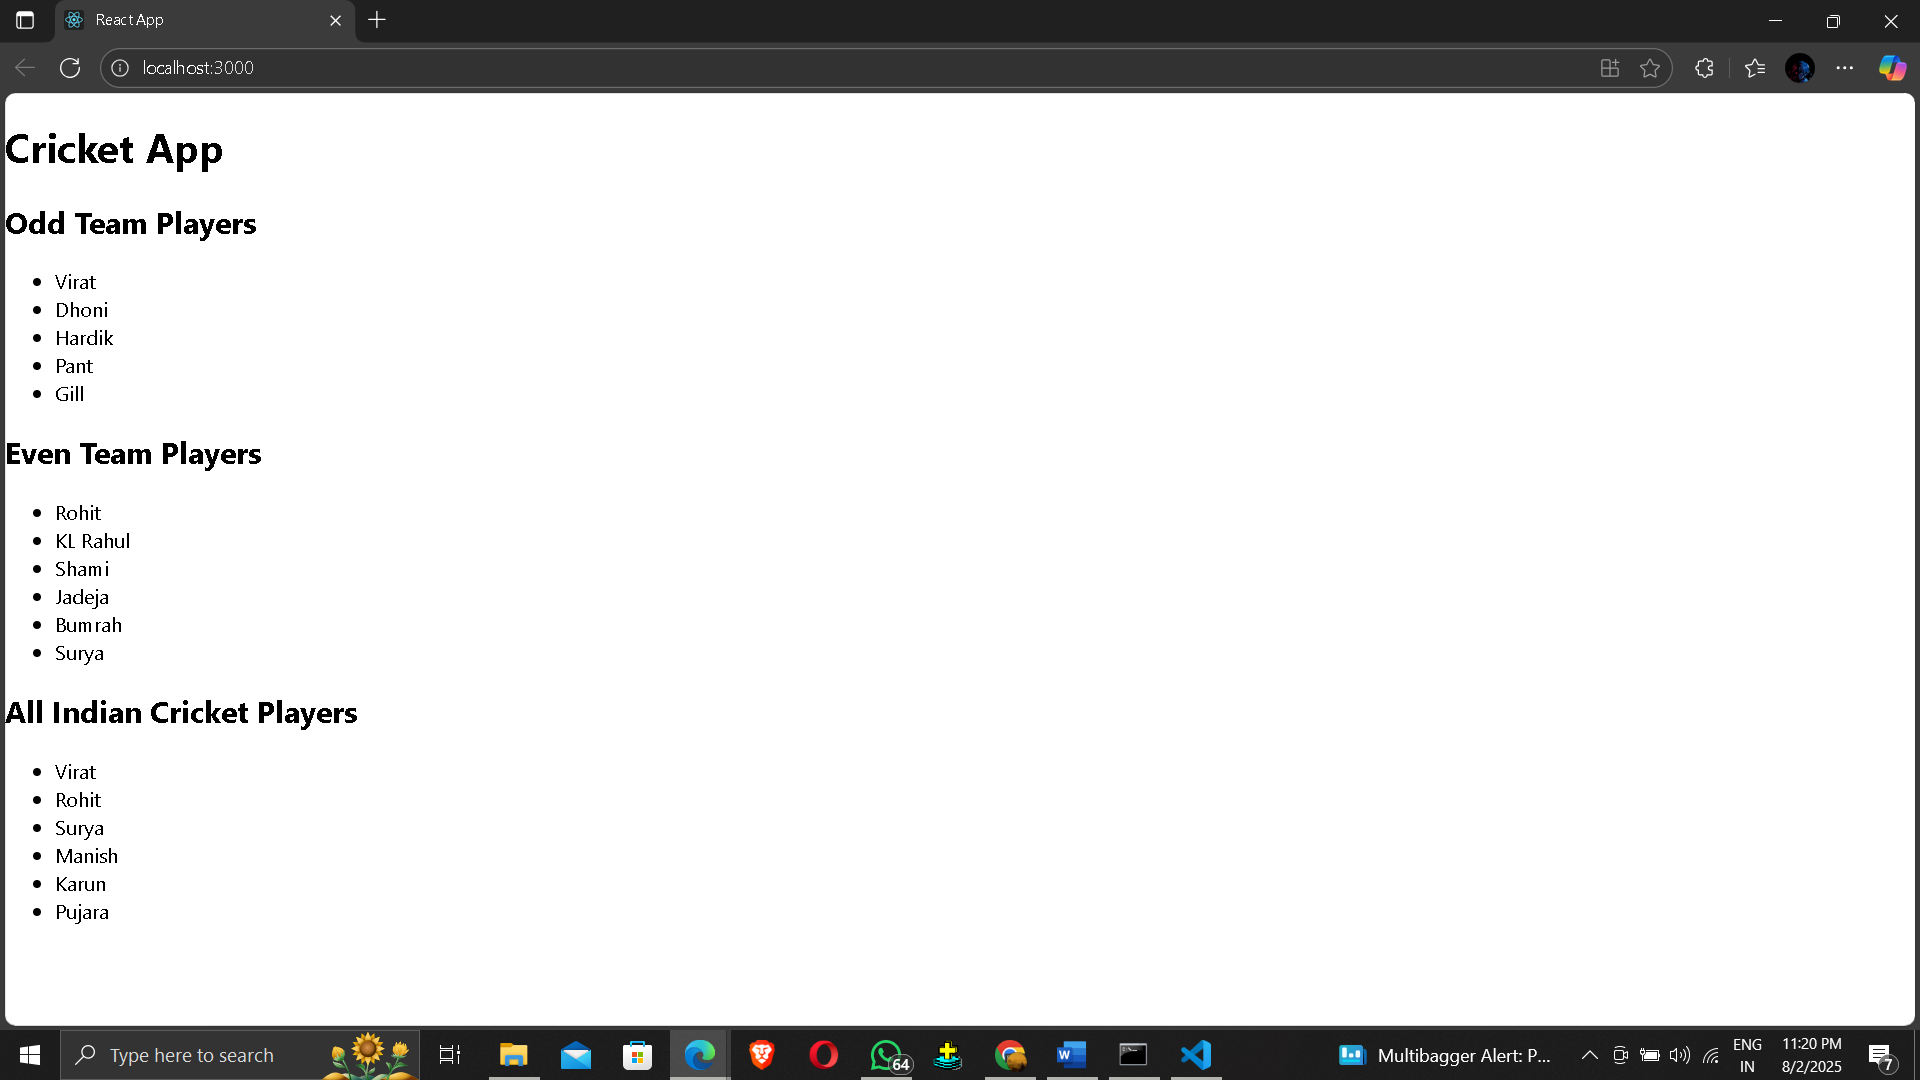 React App
localhost:3000
Cricket App
Odd Team Players
Virat
Dhoni
Hardik
Pant
Gill
Even Team Players
Rohit
KL Rahul
Shami
Jadeja
Bumrah
Surya
All Indian Cricket Players
Virat
Rohit
Surya
Manish
Karun
Pujara
Type here to search
64
W
Multibagger Alert: P...
ENG
IN
11:20 PM
8/2/2025
7